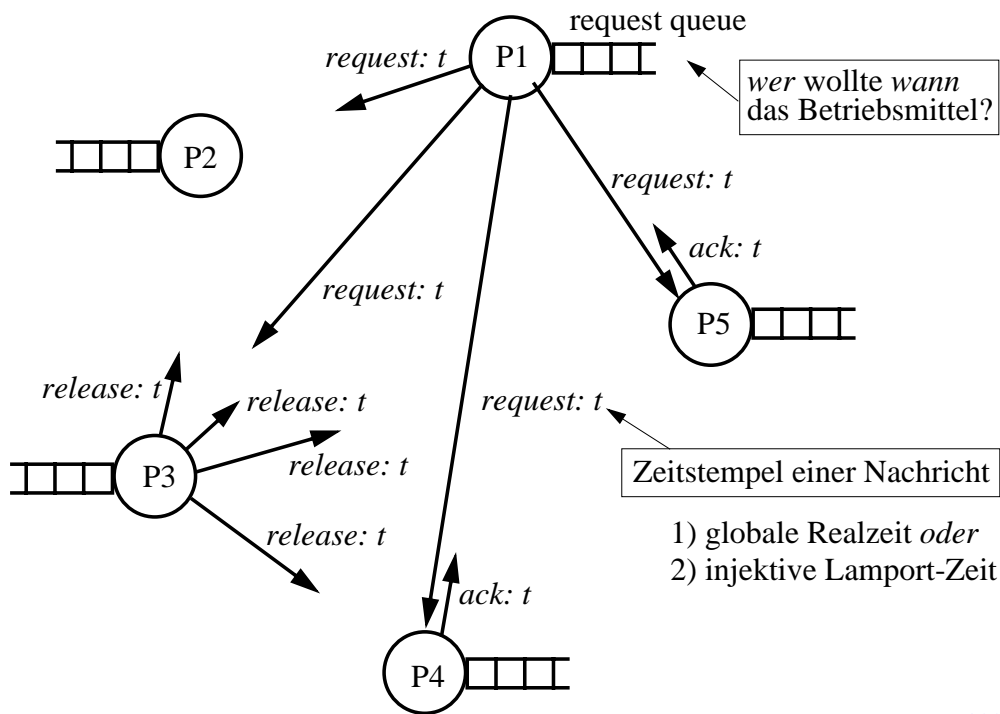 request queue
P1
request: t
wer wollte wann
das Betriebsmittel?
P2
request: t
ack: t
request: t
P5
release: t
release: t
request: t
release: t
P3
Zeitstempel einer Nachricht
release: t
1) globale Realzeit oder
2) injektive Lamport-Zeit
ack: t
P4